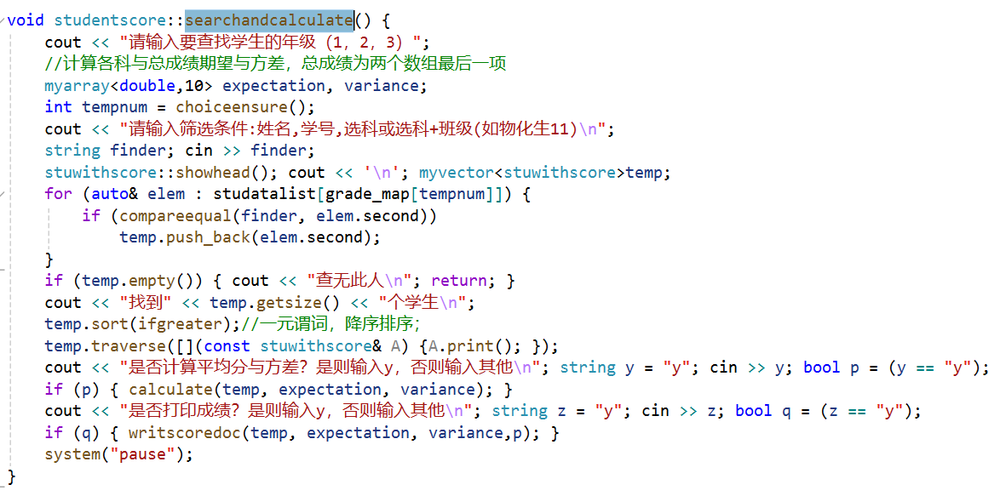 void studentscore::searchandcalculate() {
    cout << "请输入要查找学生的年级（1，2，3）";
    //计算各科与总成绩期望与方差，总成绩为两个数组最后一项
    myarray<double,10> expectation, variance;
    int tempnum = choiceensure();
    cout << "请输入筛选条件:姓名,学号,选科或选科+班级(如物化生11)\n";
    string finder; cin >> finder;
    stuwithscore::showhead(); cout << '\n'; myvector<stuwithscore>temp;
    for (auto& elem : studatalist[grade_map[tempnum]]) {
        if (compareequal(finder, elem.second))
            temp.push_back(elem.second);
    }
    if (temp.empty()) { cout << "查无此人\n"; return; }
    cout << "找到" << temp.getsize() << "个学生\n";
    temp.sort(ifgreater);//一元谓词，降序排序；
    temp.traverse([](const stuwithscore& A) {A.print(); });
    cout << "是否计算平均分与方差？是则输入y，否则输入其他\n"; string y = "y"; cin >> y; bool p = (y == "y");
    if (p) { calculate(temp, expectation, variance); }
    cout << "是否打印成绩？是则输入y，否则输入其他\n"; string z = "y"; cin >> z; bool q = (z == "y");
    if (q) { writscoredoc(temp, expectation, variance,p); }
    system("pause");
}